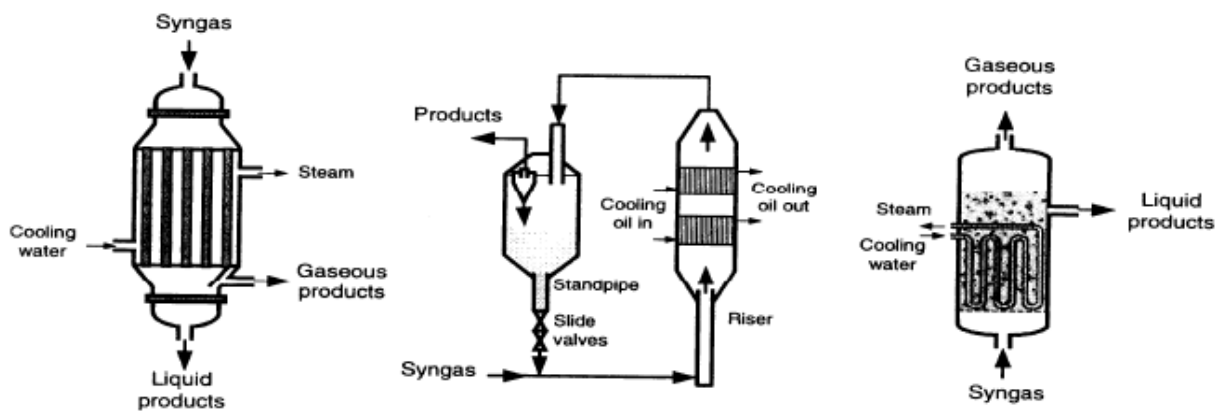 Syngas
Steam
Cooling
water
Gaseous
products
Liquid
products
Products
Cooling
oil in
Cooling
oil out
Standpipe
Slide
valves
Riser
Syngas
Gaseous
products
Liquid
products
Steam
Cooling
water
Syngas